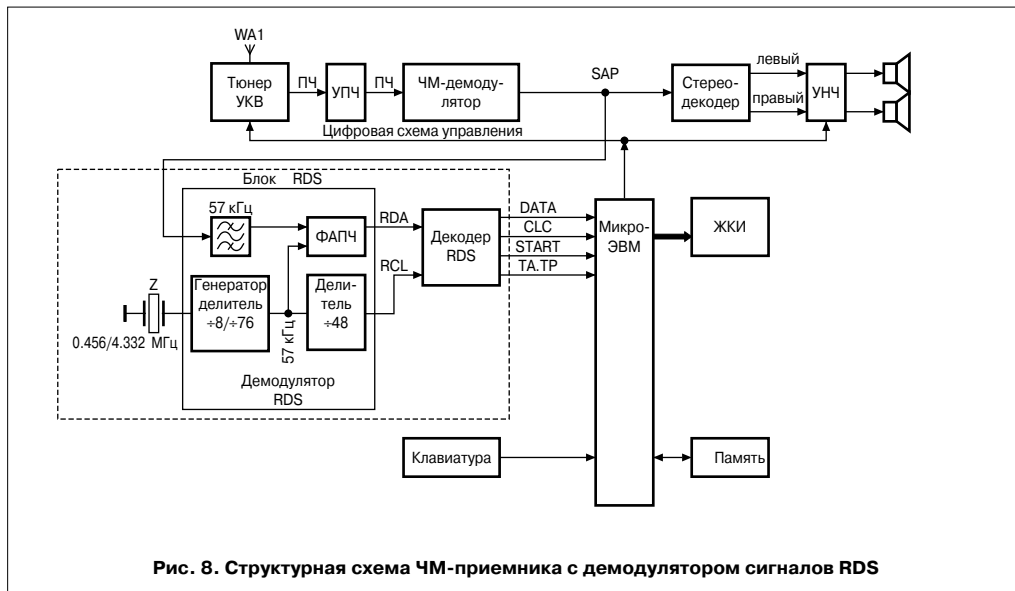 WA1
Тюнер
УКВ
ПЧ
УПЧ
ПЧ
ЧМ-демоду-
лятор
SAP
Стерео-
декодер
левый
правый
УНЧ
Цифровая схема управления
Блок RDS
57 кГц
ФАПЧ
RDA
Декодер
RDS
DATA
CLC
START
TA.TP
Микро-
ЭВМ
ЖКИ
Z
0.456/4.332 МГц
Генератор
делитель
÷8/÷76
57 кГц
Дели-
тель
÷48
RCL
Демодулятор
RDS
Клавиатура
Память
Рис. 8. Структурная схема ЧМ-приемника с демодулятором сигналов RDS